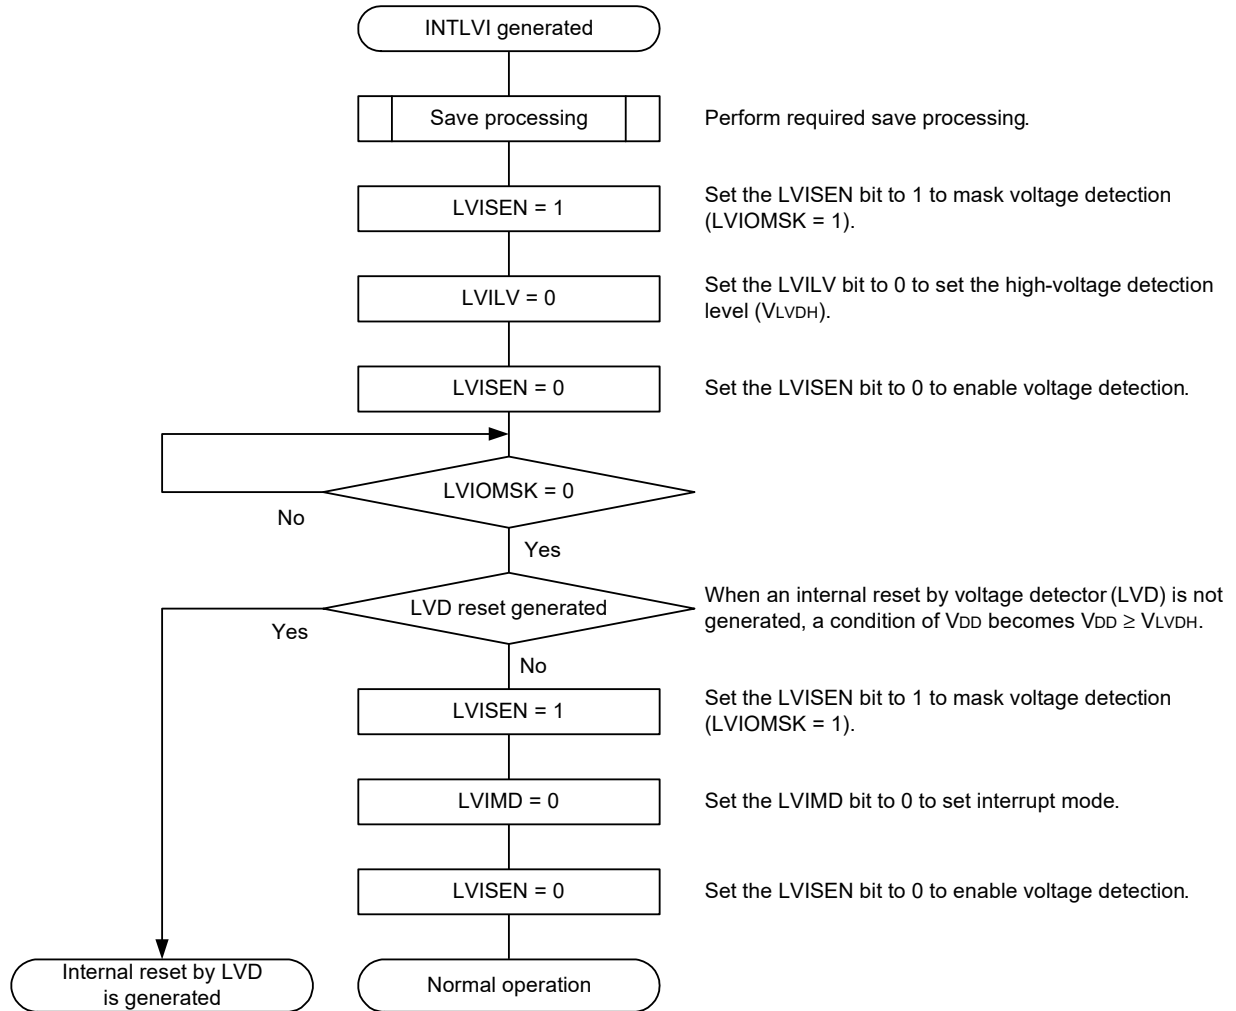 INTLVI generated
Save processing
Perform required save processing.
LVISEN = 1
Set the LVISEN bit to 1 to mask voltage detection
(LVIOMSK = 1).
LVILV = 0
Set the LVILV bit to 0 to set the high-voltage detection
level (VLVDH).
LVISEN = 0
Set the LVISEN bit to 0 to enable voltage detection.
LVIOMSK = 0
No
Yes
LVD reset generated
When an internal reset by voltage detector (LVD) is not
generated, a condition of VDD becomes VDD ≥ VLVDH.
Yes
No
LVISEN = 1
Set the LVISEN bit to 1 to mask voltage detection
(LVIOMSK = 1).
LVIMD = 0
Set the LVIMD bit to 0 to set interrupt mode.
LVISEN = 0
Set the LVISEN bit to 0 to enable voltage detection.
Internal reset by LVD
is generated
Normal operation